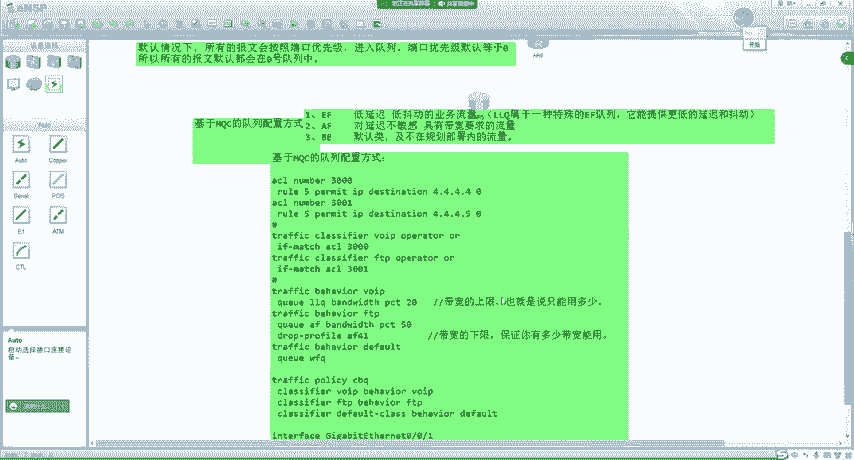 eNSP
默认情况下，所有的报文会按照端口优先级，进入队列。端口优先级默认等于0
所以所有的报文默认都会在0号队列中。
AR6
开始
Auto
Auto
Copper
Serial
POS
E1
ATM
CTL
Auto
自动选择接口连接设备。
基于MQC的队列配置方式
1、EF 低延迟 低抖动的业务流量。（LLQ属于一种特殊的EF队列，它能提供更低的延迟和抖动）
2、AF 对延迟不敏感 具有带宽要求的流量
3、BE 默认类，及不在规划部署内的流量。
基于MQC的队列配置方式：
acl number 3000
rule 5 permit ip destination 4.4.4.4 0
acl number 3001
rule 5 permit ip destination 4.4.4.5 0
#
traffic classifier voip operator or
if-match acl 3000
traffic classifier ftp operator or
if-match acl 3001
#
traffic behavior voip
queue llq bandwidth pct 20 //带宽的上限，也就是说只能用多少。
traffic behavior ftp
queue af bandwidth pct 50
drop-profile af41 //带宽的下限，保证你有多少带宽能用。
traffic behavior default
queue wfq
traffic policy cbq
classifier voip behavior voip
classifier ftp behavior ftp
classifier default-class behavior default
interface GigabitEthernet0/0/1